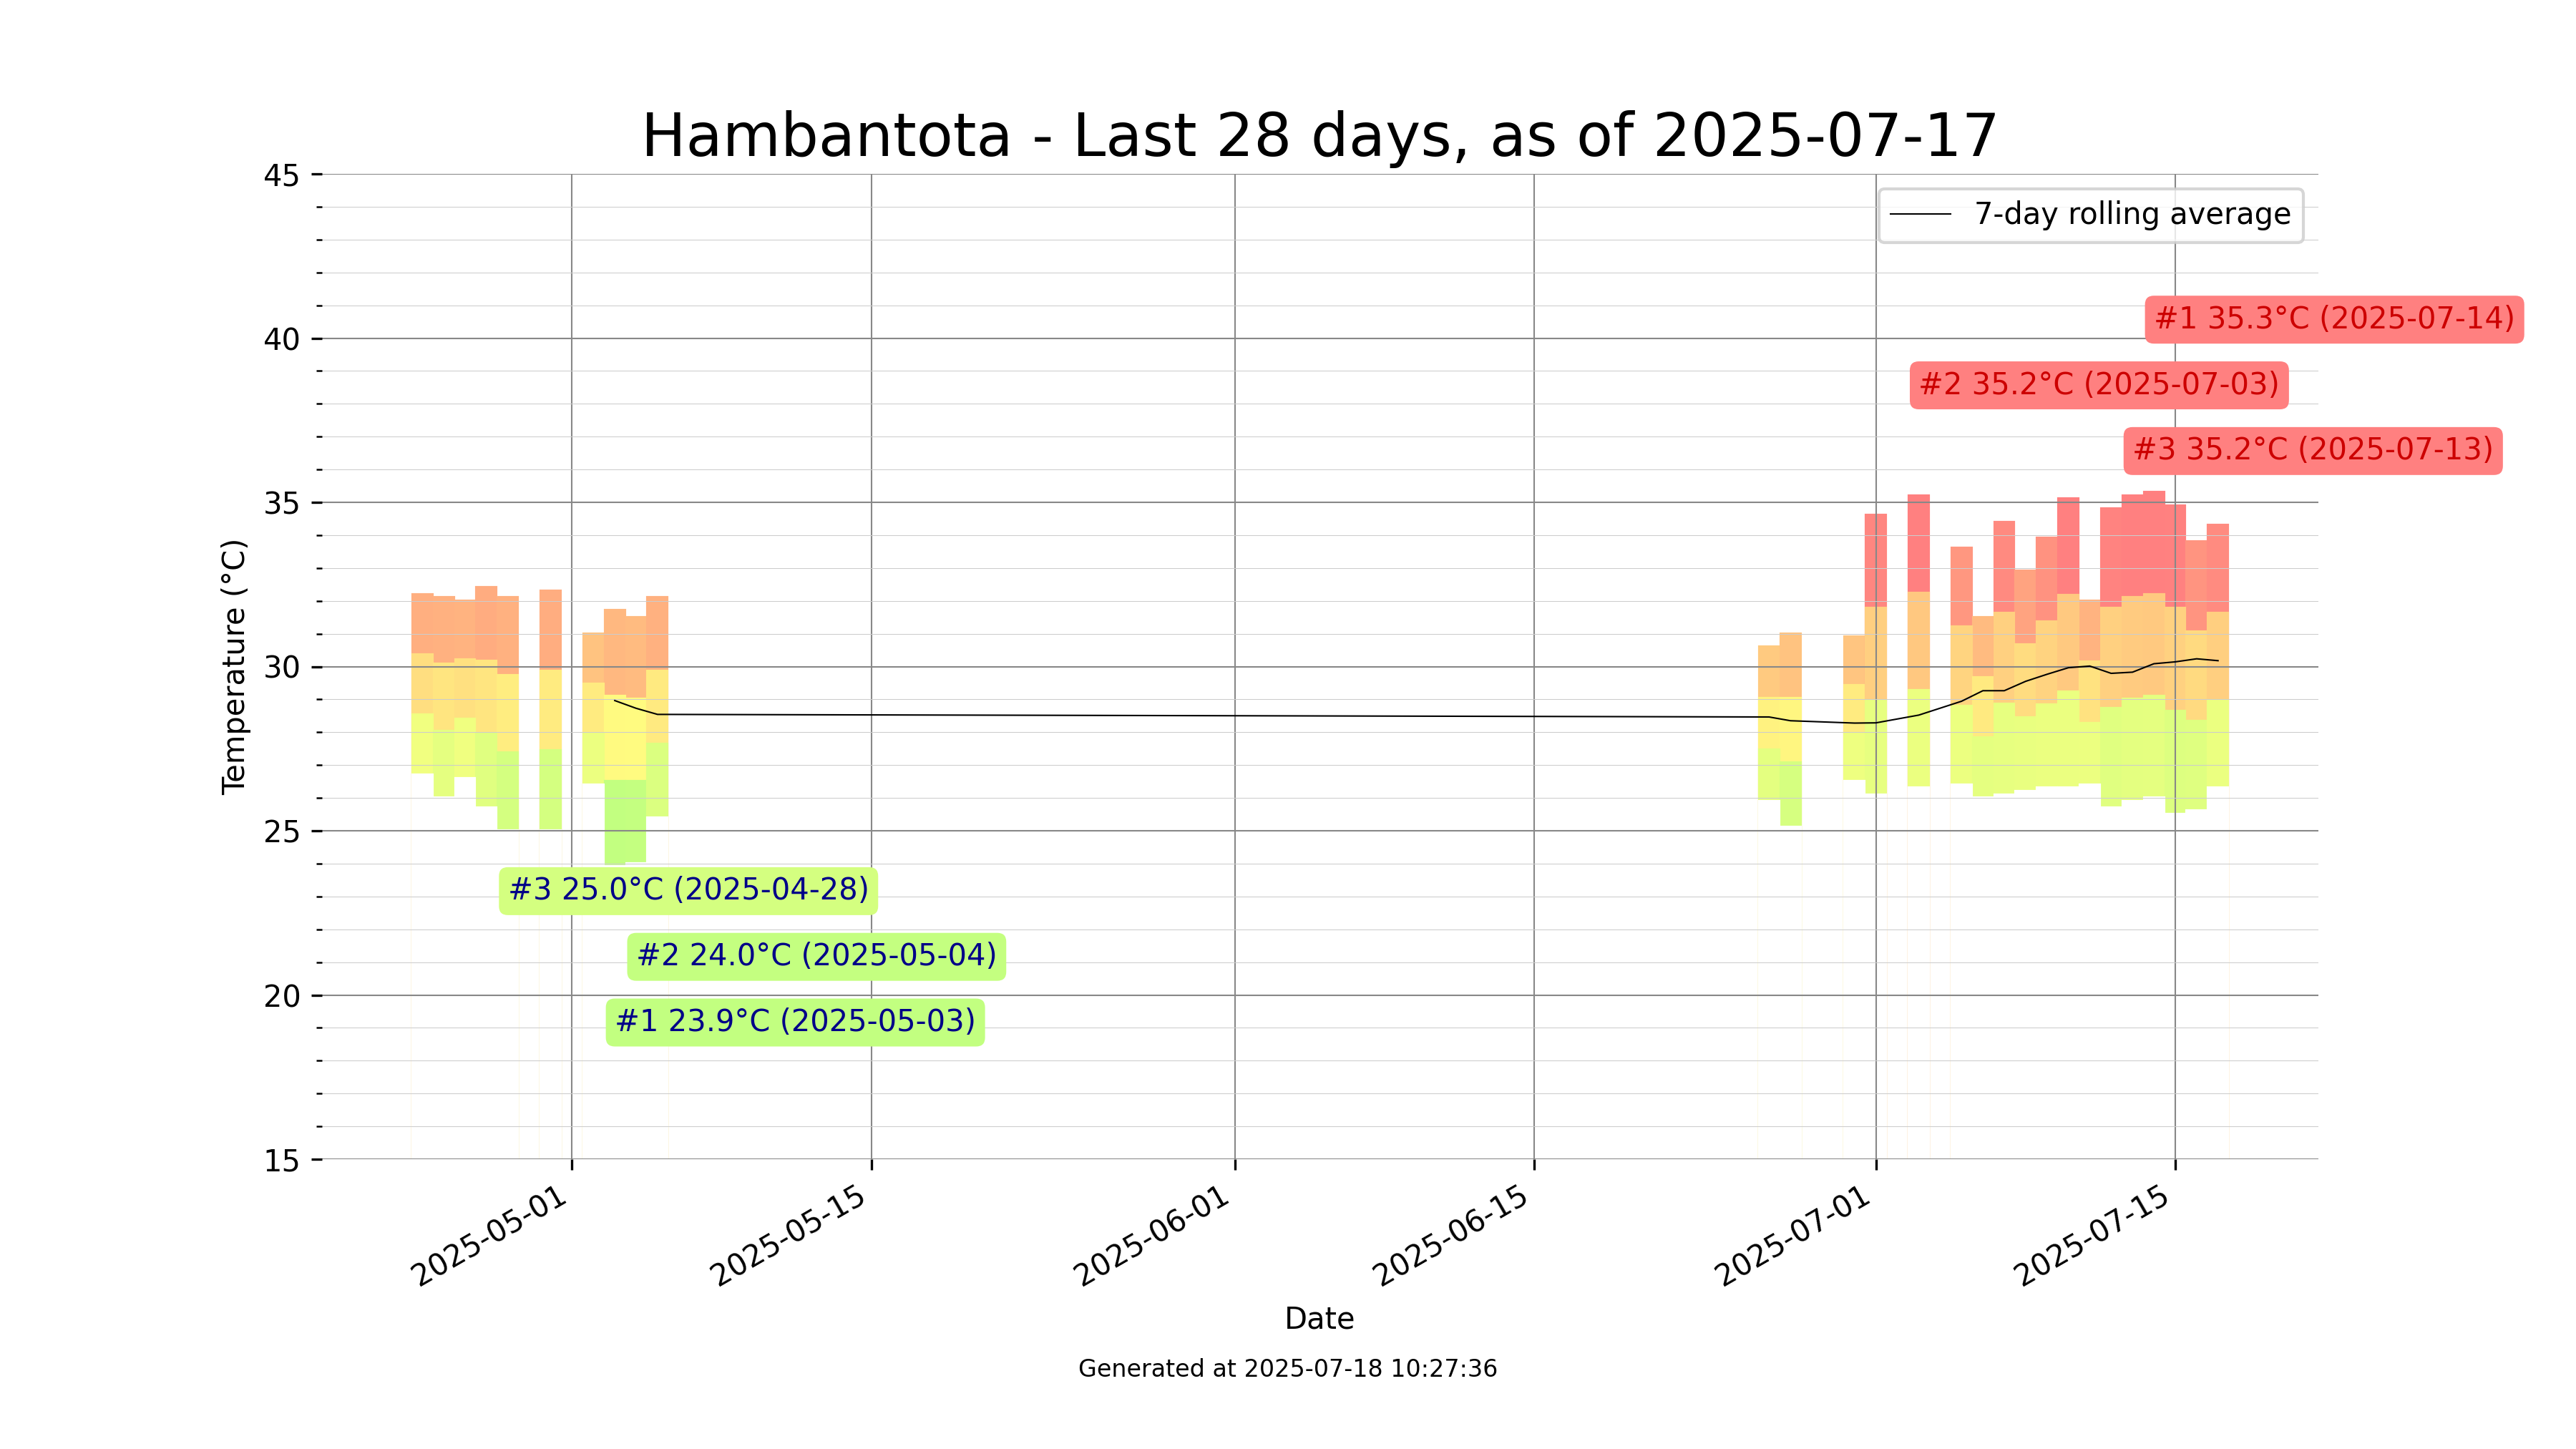 Hambantota - Last 28 days, as of 2025-07-17
45
40
35
30
25
20
15
Temperature (°C)
7-day rolling average
#1 35.3°C (2025-07-14)
#2 35.2°C (2025-07-03)
#3 35.2°C (2025-07-13)
#3 25.0°C (2025-04-28)
#2 24.0°C (2025-05-04)
#1 23.9°C (2025-05-03)
2025-05-01
2025-05-15
2025-06-01
2025-06-15
2025-07-01
2025-07-15
Date
Generated at 2025-07-18 10:27:36